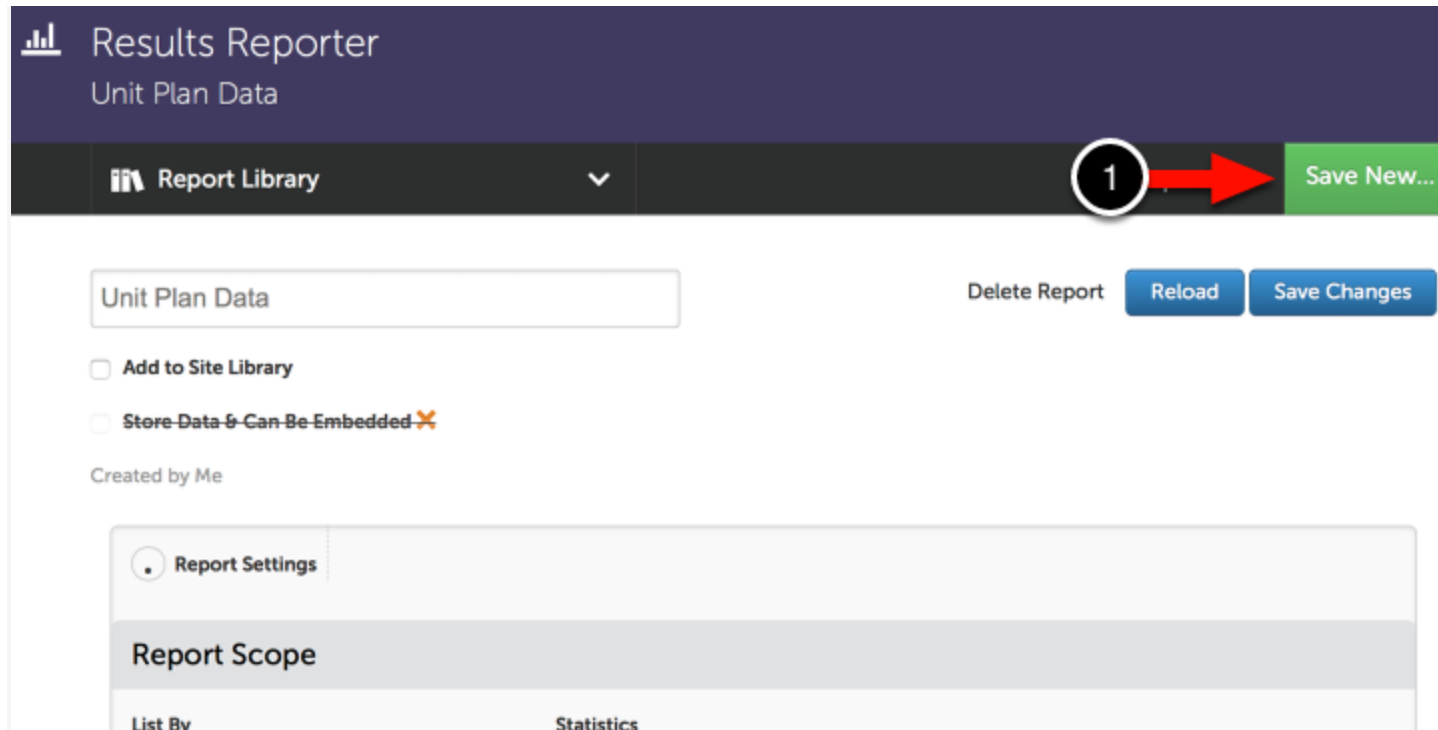 Results Reporter
Unit Plan Data
Report Library
1
Save New...
Unit Plan Data
Delete Report Reload Save Changes
Add to Site Library
Store Data & Can Be Embedded
Created by Me
Report Settings
Report Scope
List By Statistics